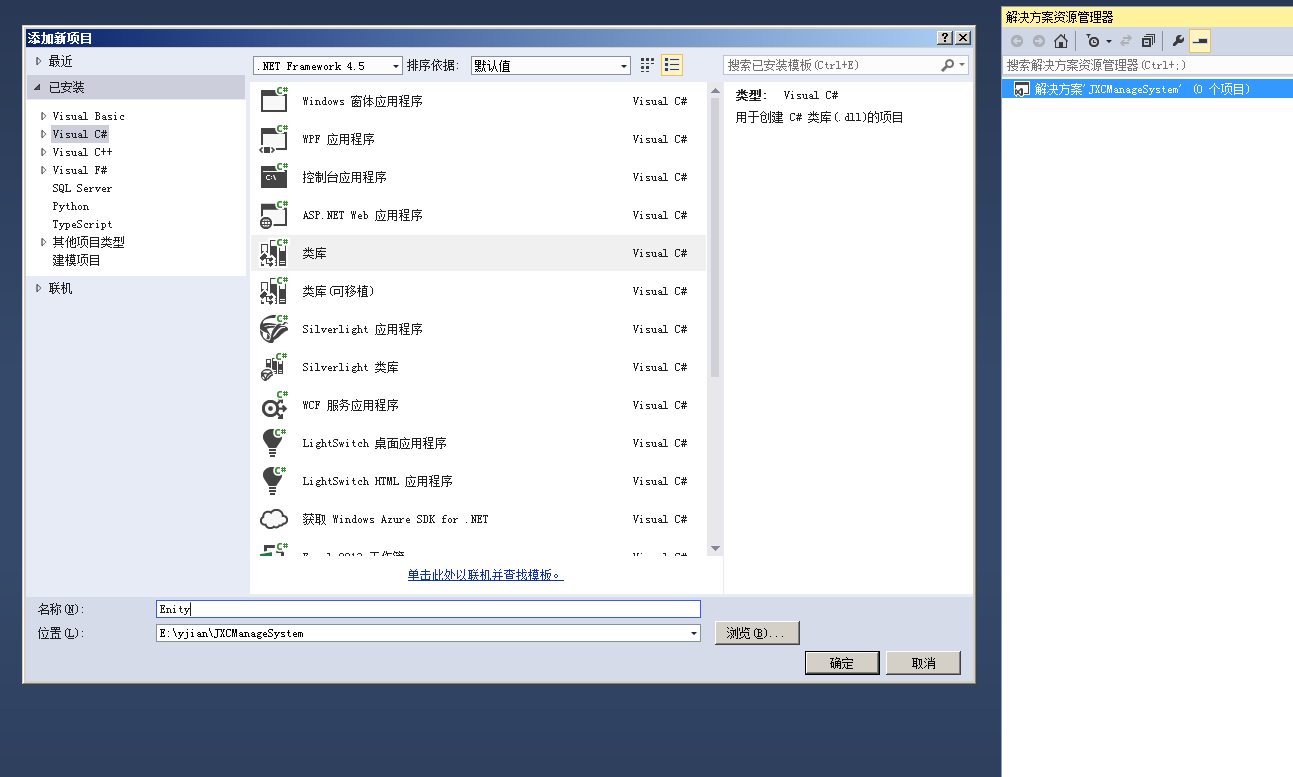 添加新项目
最近
已安装
Visual Basic
Visual C#
Visual C++
Visual F#
SQL Server
Python
TypeScript
其他项目类型
建模项目
联机
.NET Framework 4.5
排序依据:
默认值
搜索已安装模板(Ctrl+E)
Windows 窗体应用程序 Visual C#
WPF 应用程序 Visual C#
控制台应用程序 Visual C#
ASP.NET Web 应用程序 Visual C#
类库 Visual C#
类库(可移植) Visual C#
Silverlight 应用程序 Visual C#
Silverlight 类库 Visual C#
WCF 服务应用程序 Visual C#
LightSwitch 桌面应用程序 Visual C#
LightSwitch HTML 应用程序 Visual C#
获取 Windows Azure SDK for .NET Visual C#
单击此处以联机并查找模板。
类型: Visual C#
用于创建 C# 类库(.dll)的项目
名称(N):
Enity
位置(L):
E:\yjian\JXCManageSystem
浏览(B)...
确定
取消
解决方案资源管理器
搜索解决方案资源管理器(Ctrl+;)
解决方案'JXCManageSystem' (0 个项目)